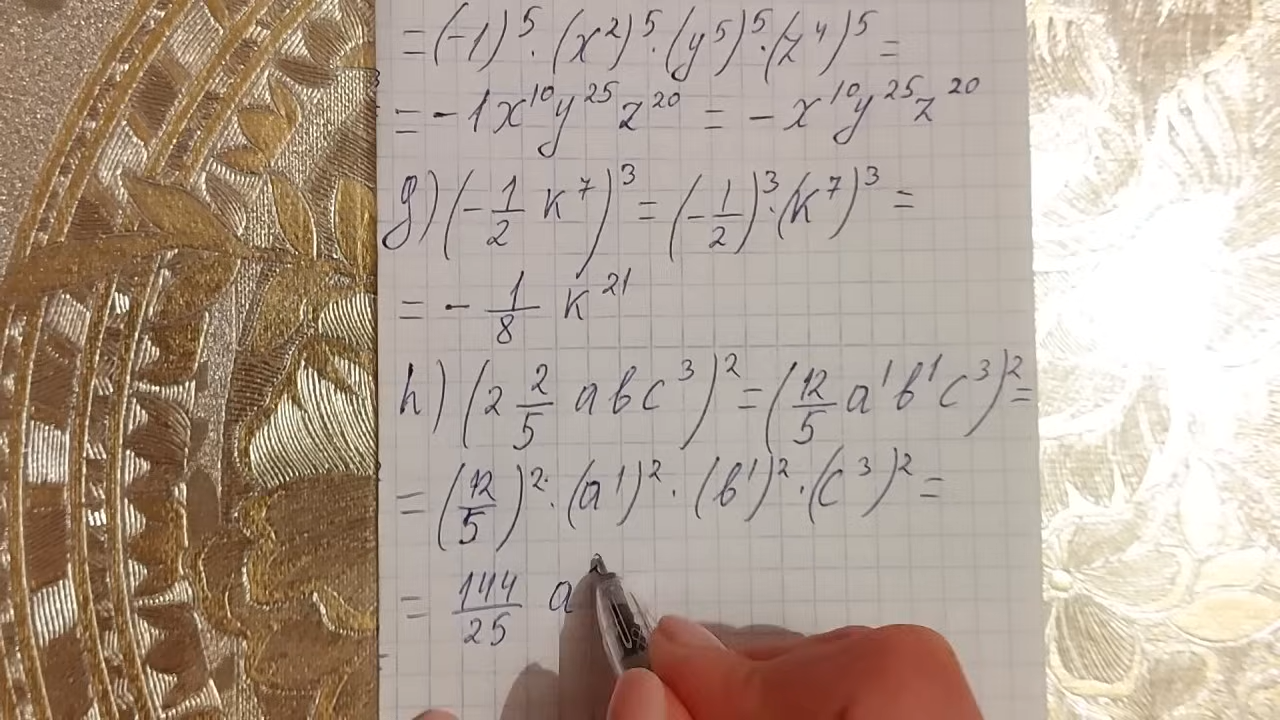 = (-1)⁵ · (x²)⁵ · (y⁵)⁵ · (z⁴)⁵ =
= -1x¹⁰y²⁵z²⁰ = -x¹⁰y²⁵z²⁰
g) (-1/2 k⁷)³ = (-1/2)³ · (k⁷)³ =
= -1/8 k²¹
h) (2 2/5 abc³)² = (12/5 a¹b¹c³)² =
= (12/5)² · (a¹)² · (b¹)² · (c³)² =
= 144/25 a